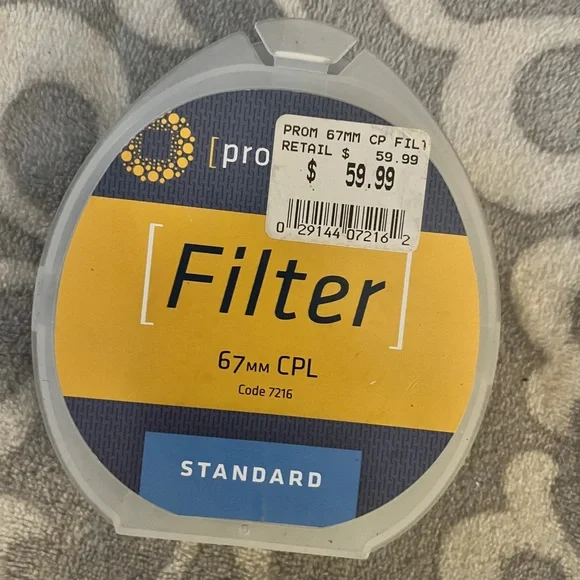 PROM 67MM CP FIL
RETAIL $ 59.99
$ 59.99
0 29144 07216 2
[pro
[Filter]
67MM CPL
Code 7216
STANDARD